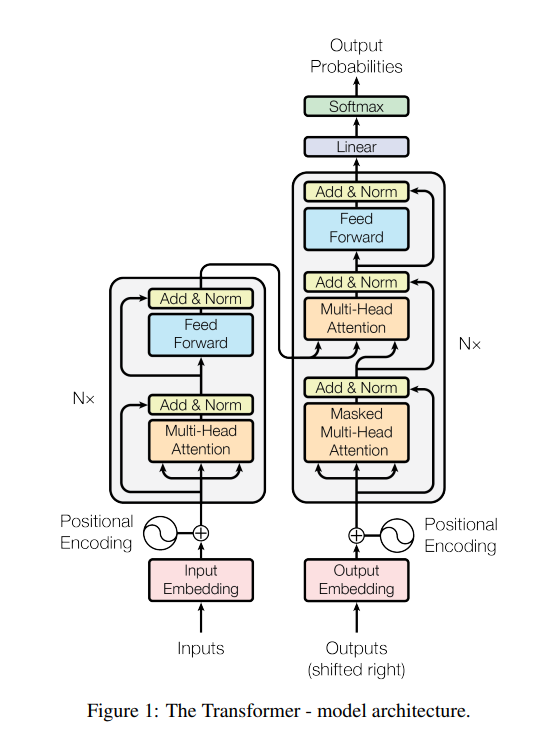 Output
Probabilities
Softmax
Linear
Add & Norm
Feed
Forward
Add & Norm
Multi-Head
Attention
Add & Norm
Masked
Multi-Head
Attention
N×
Add & Norm
Feed
Forward
Add & Norm
Multi-Head
Attention
N×
Positional
Encoding
Positional
Encoding
Input
Embedding
Output
Embedding
Inputs
Outputs
(shifted right)
Figure 1: The Transformer - model architecture.